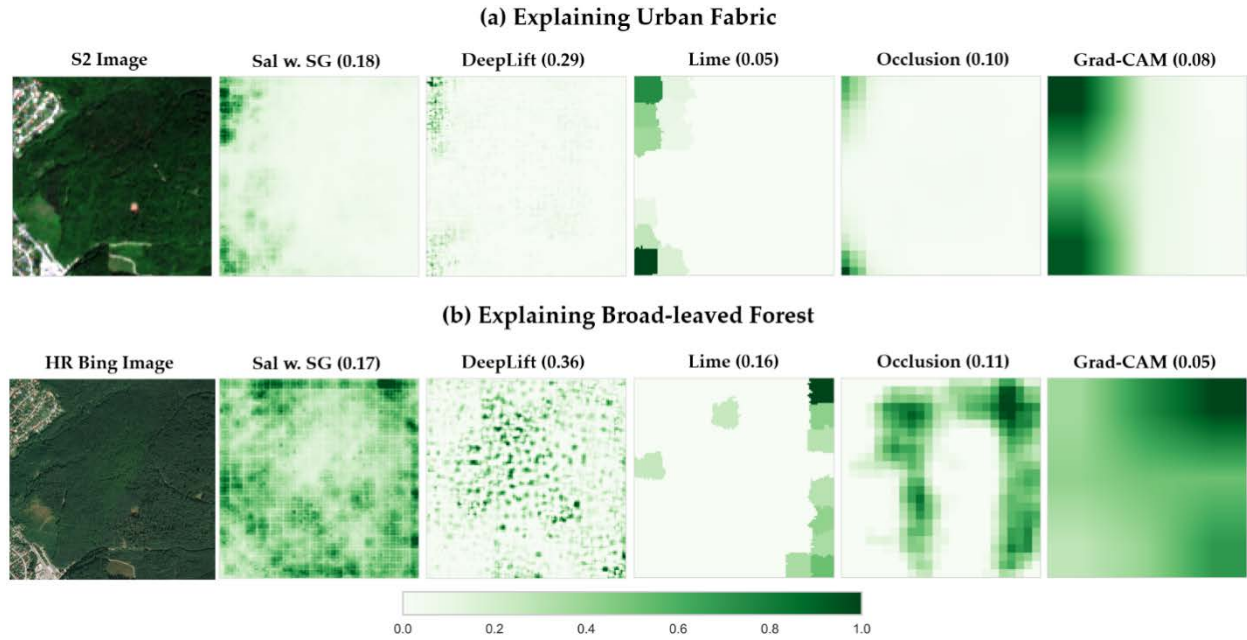 (a) Explaining Urban Fabric
S2 Image Sal w. SG (0.18) DeepLift (0.29) Lime (0.05) Occlusion (0.10) Grad-CAM (0.08)
(b) Explaining Broad-leaved Forest
HR Bing Image Sal w. SG (0.17) DeepLift (0.36) Lime (0.16) Occlusion (0.11) Grad-CAM (0.05)
0.0 0.2 0.4 0.6 0.8 1.0